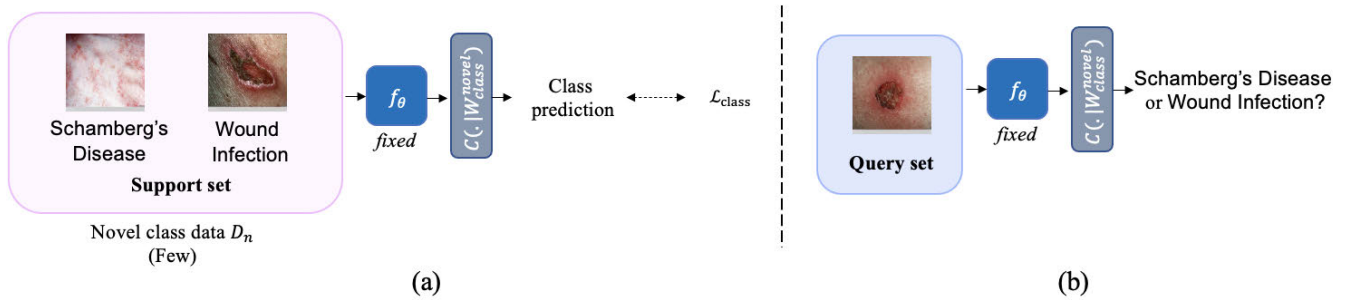 Schamberg's
Disease
Wound
Infection
Support set
Novel class data D_n
(Few)
f_θ
fixed
C(.|W_class^novel)
Class
prediction
ℒ_class
(a)
Query set
f_θ
fixed
C(.|W_class^novel)
Schamberg's Disease
or Wound Infection?
(b)